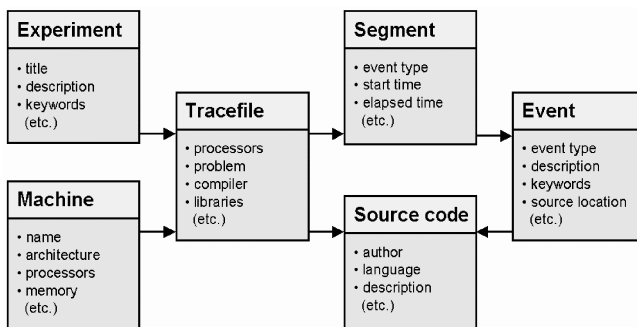 Experiment
• title
• description
• keywords
(etc.)
Machine
• name
• architecture
• processors
• memory
(etc.)
Tracefile
• processors
• problem
• compiler
• libraries
(etc.)
Segment
• event type
• start time
• elapsed time
(etc.)
Source code
• author
• language
• description
(etc.)
Event
• event type
• description
• keywords
• source location
(etc.)